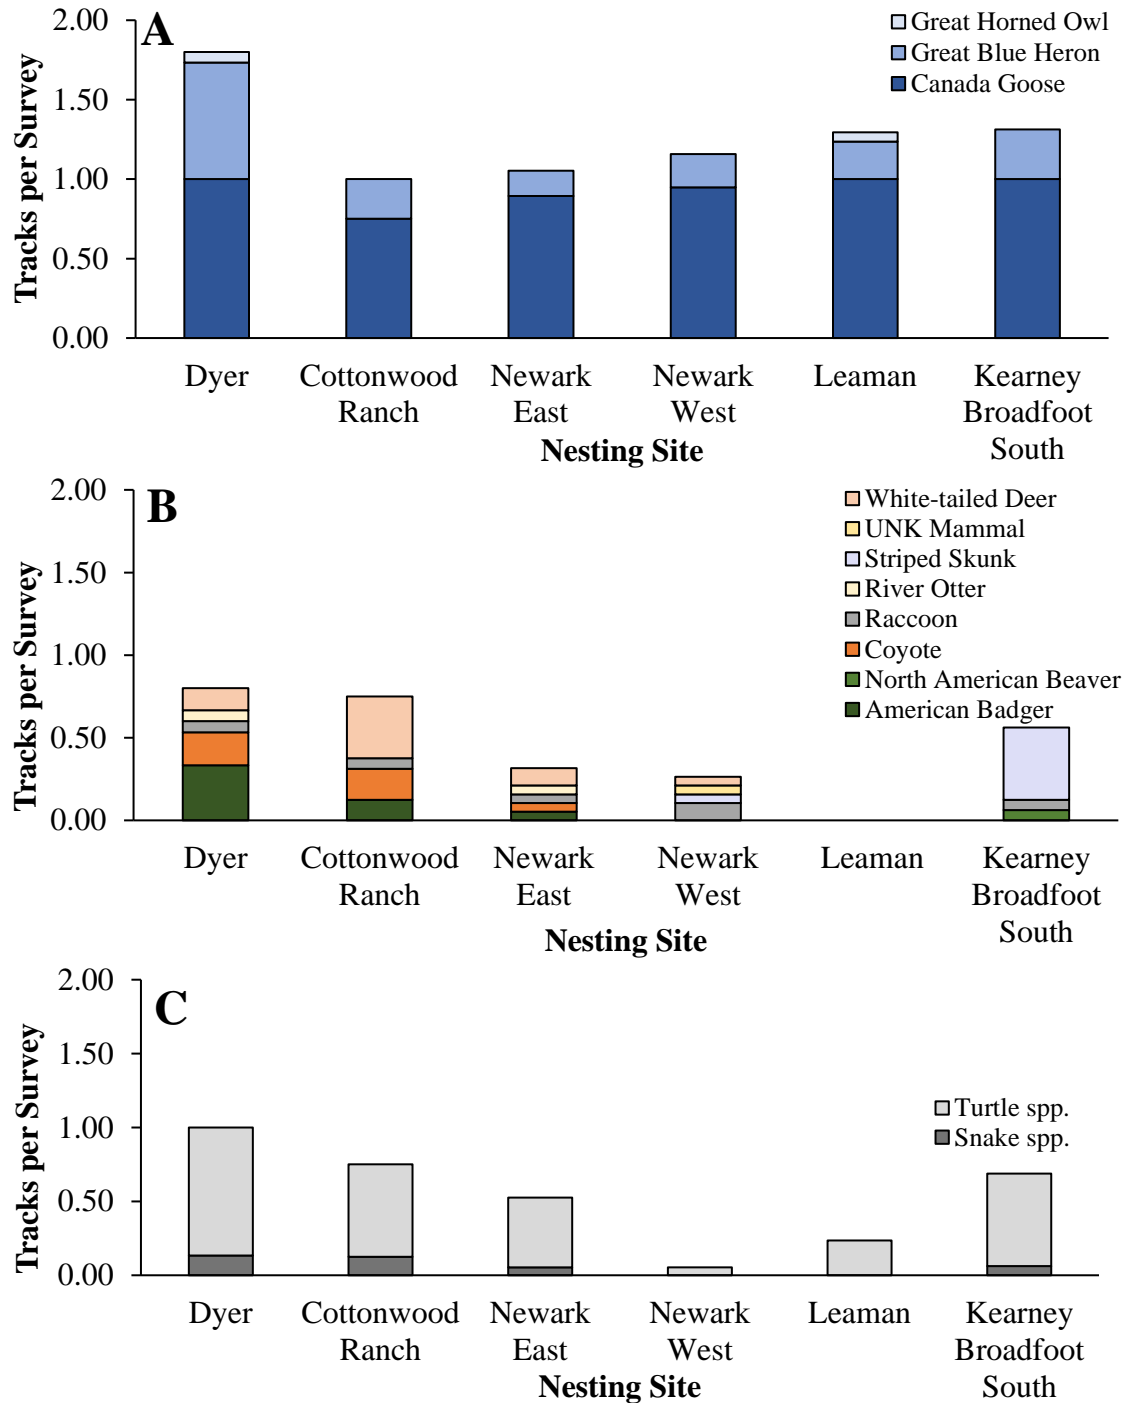 A
Tracks per Survey
2.00
1.50
1.00
0.50
0.00
Great Horned Owl
Great Blue Heron
Canada Goose
Dyer
Cottonwood
Ranch
Newark
East
Newark
West
Leaman
Kearney
Broadfoot
South
Nesting Site
B
Tracks per Survey
2.00
1.50
1.00
0.50
0.00
White-tailed Deer
UNK Mammal
Striped Skunk
River Otter
Raccoon
Coyote
North American Beaver
American Badger
Dyer
Cottonwood
Ranch
Newark
East
Newark
West
Leaman
Kearney
Broadfoot
South
Nesting Site
C
Tracks per Survey
2.00
1.50
1.00
0.50
0.00
Turtle spp.
Snake spp.
Dyer
Cottonwood
Ranch
Newark
East
Newark
West
Leaman
Kearney
Broadfoot
South
Nesting Site